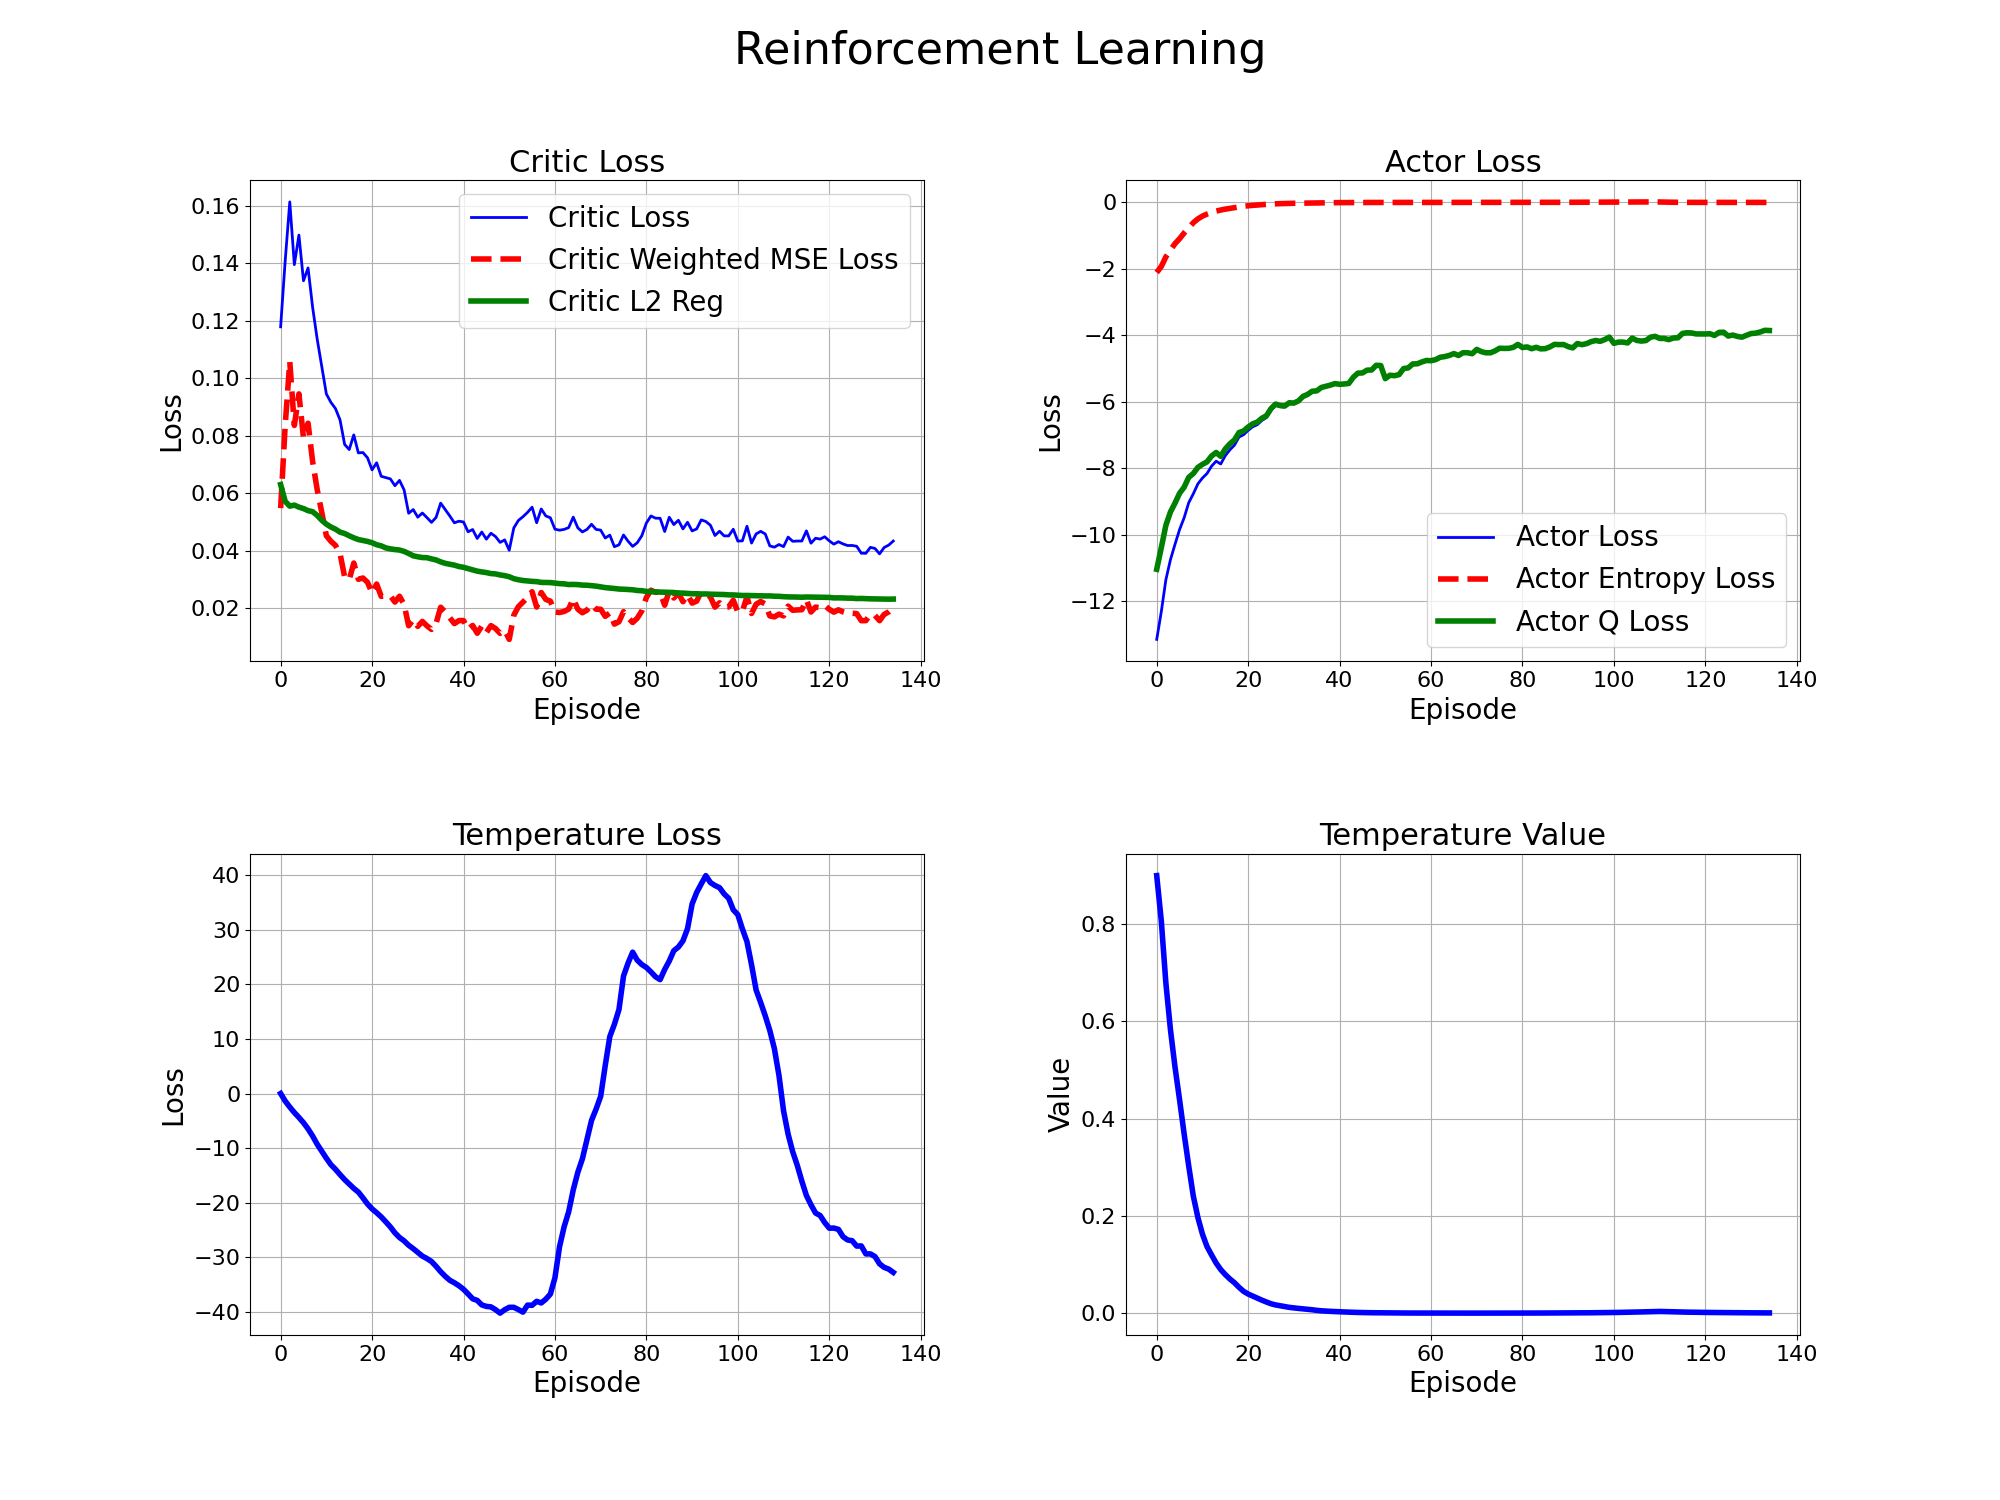 Reinforcement Learning
Critic Loss
0.16
0.14
0.12
0.10
0.08
0.06
0.04
0.02
Loss
Critic Loss
Critic Weighted MSE Loss
Critic L2 Reg
0 20 40 60 80 100 120 140
Episode
Actor Loss
0
−2
−4
−6
−8
−10
−12
Loss
Actor Loss
Actor Entropy Loss
Actor Q Loss
0 20 40 60 80 100 120 140
Episode
Temperature Loss
40
30
20
10
0
−10
−20
−30
−40
Loss
0 20 40 60 80 100 120 140
Episode
Temperature Value
0.8
0.6
0.4
0.2
0.0
Value
0 20 40 60 80 100 120 140
Episode